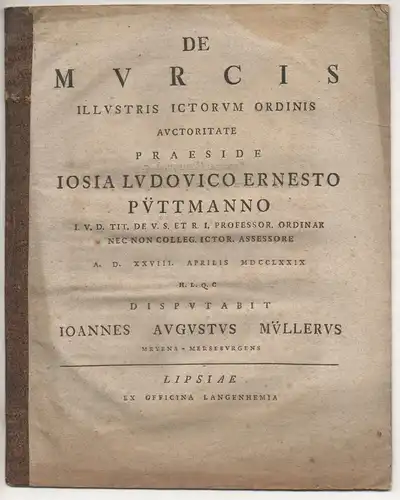 DE
MVRCIS
ILLVSTRIS ICTORVM ORDINIS
AVCTORITATE
PRAESIDE
IOSIA LVDOVICO ERNESTO
PÜTTMANNO
I. V. D. TIT. DE V. S. ET R. I. PROFESSOR. ORDINAR
NEC NON COLLEG. ICTOR. ASSESSORE
A. D. XXVIII. APRILIS MDCCLXXIX
H. L. Q. C
DISPVTABIT
IOANNES AVGVSTVS MÜLLERVS
MEVENS-MERSEBVRGENS
LIPSIAE
EX OFFICINA LANGENHEMIA